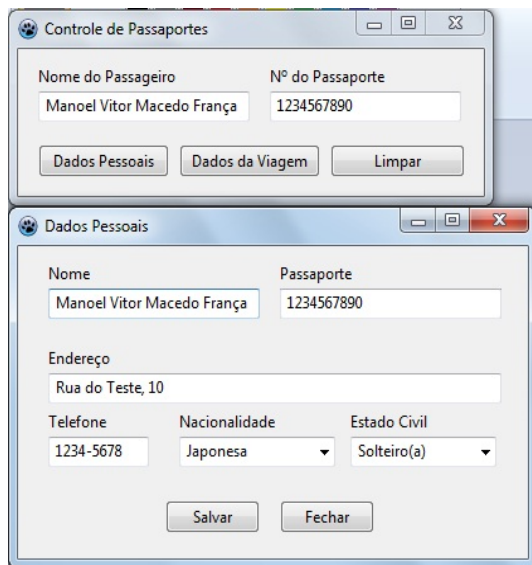 Controle de Passaportes
Nome do Passageiro Nº do Passaporte
Manoel Vitor Macedo França 1234567890
Dados Pessoais Dados da Viagem Limpar
Dados Pessoais
Nome Passaporte
Manoel Vitor Macedo França 1234567890
Endereço
Rua do Teste, 10
Telefone Nacionalidade Estado Civil
1234-5678 Japonesa Solteiro(a)
Salvar Fechar